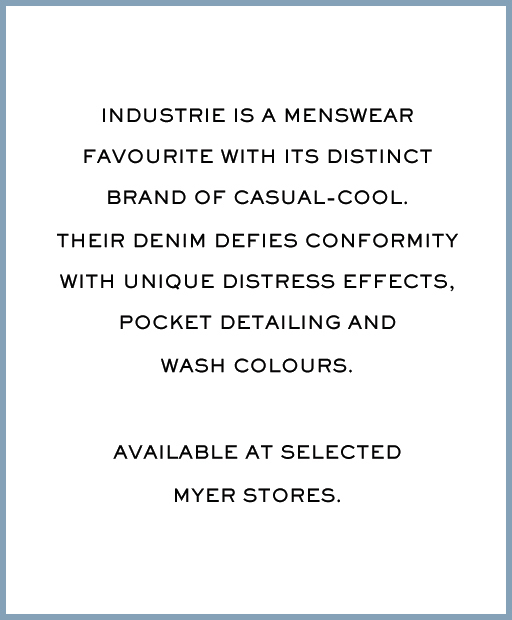 INDUSTRIE IS A MENSWEAR
FAVOURITE WITH ITS DISTINCT
BRAND OF CASUAL-COOL.
THEIR DENIM DEFIES CONFORMITY
WITH UNIQUE DISTRESS EFFECTS,
POCKET DETAILING AND
WASH COLOURS.
AVAILABLE AT SELECTED
MYER STORES.